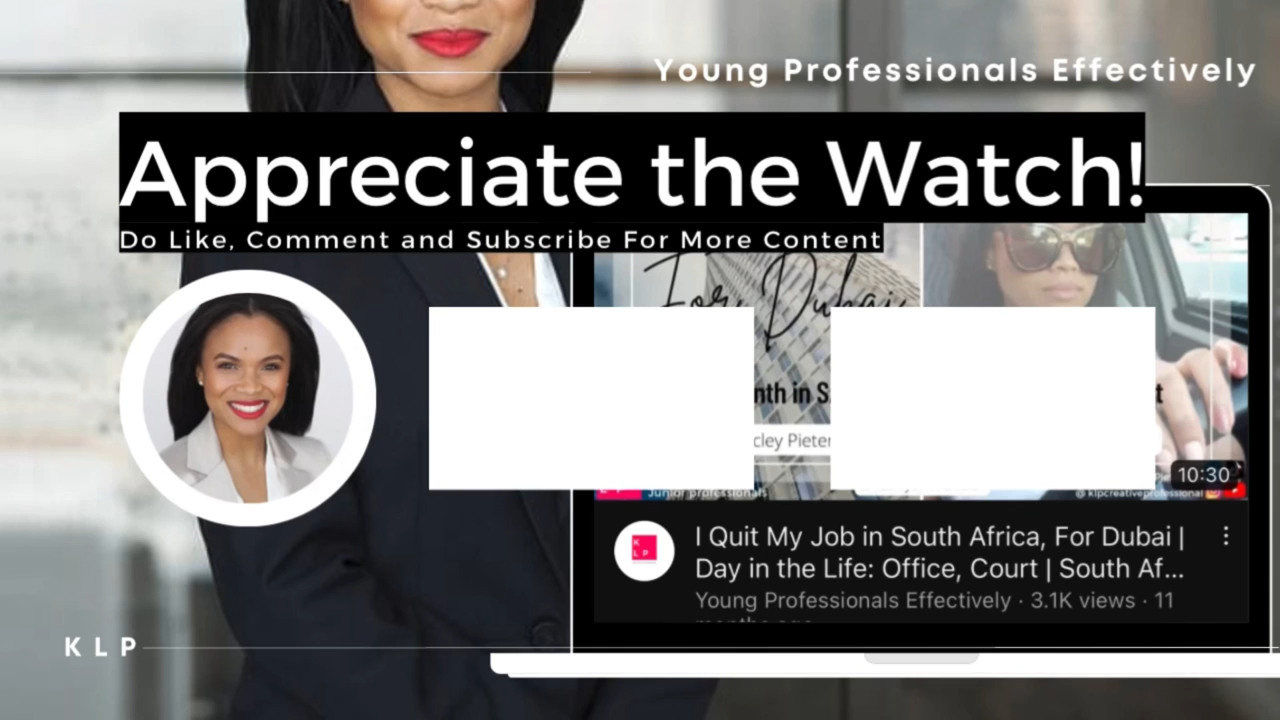 Young Professionals Effectively
Appreciate the Watch!
Do Like, Comment and Subscribe For More Content
For Dubai
nth in S
cley Pieter
10:30
Junior professionals
@ klpcreativeprofessional
K
L P
I Quit My Job in South Africa, For Dubai |
Day in the Life: Office, Court | South Af...
Young Professionals Effectively · 3.1K views · 11
months ago
K L P